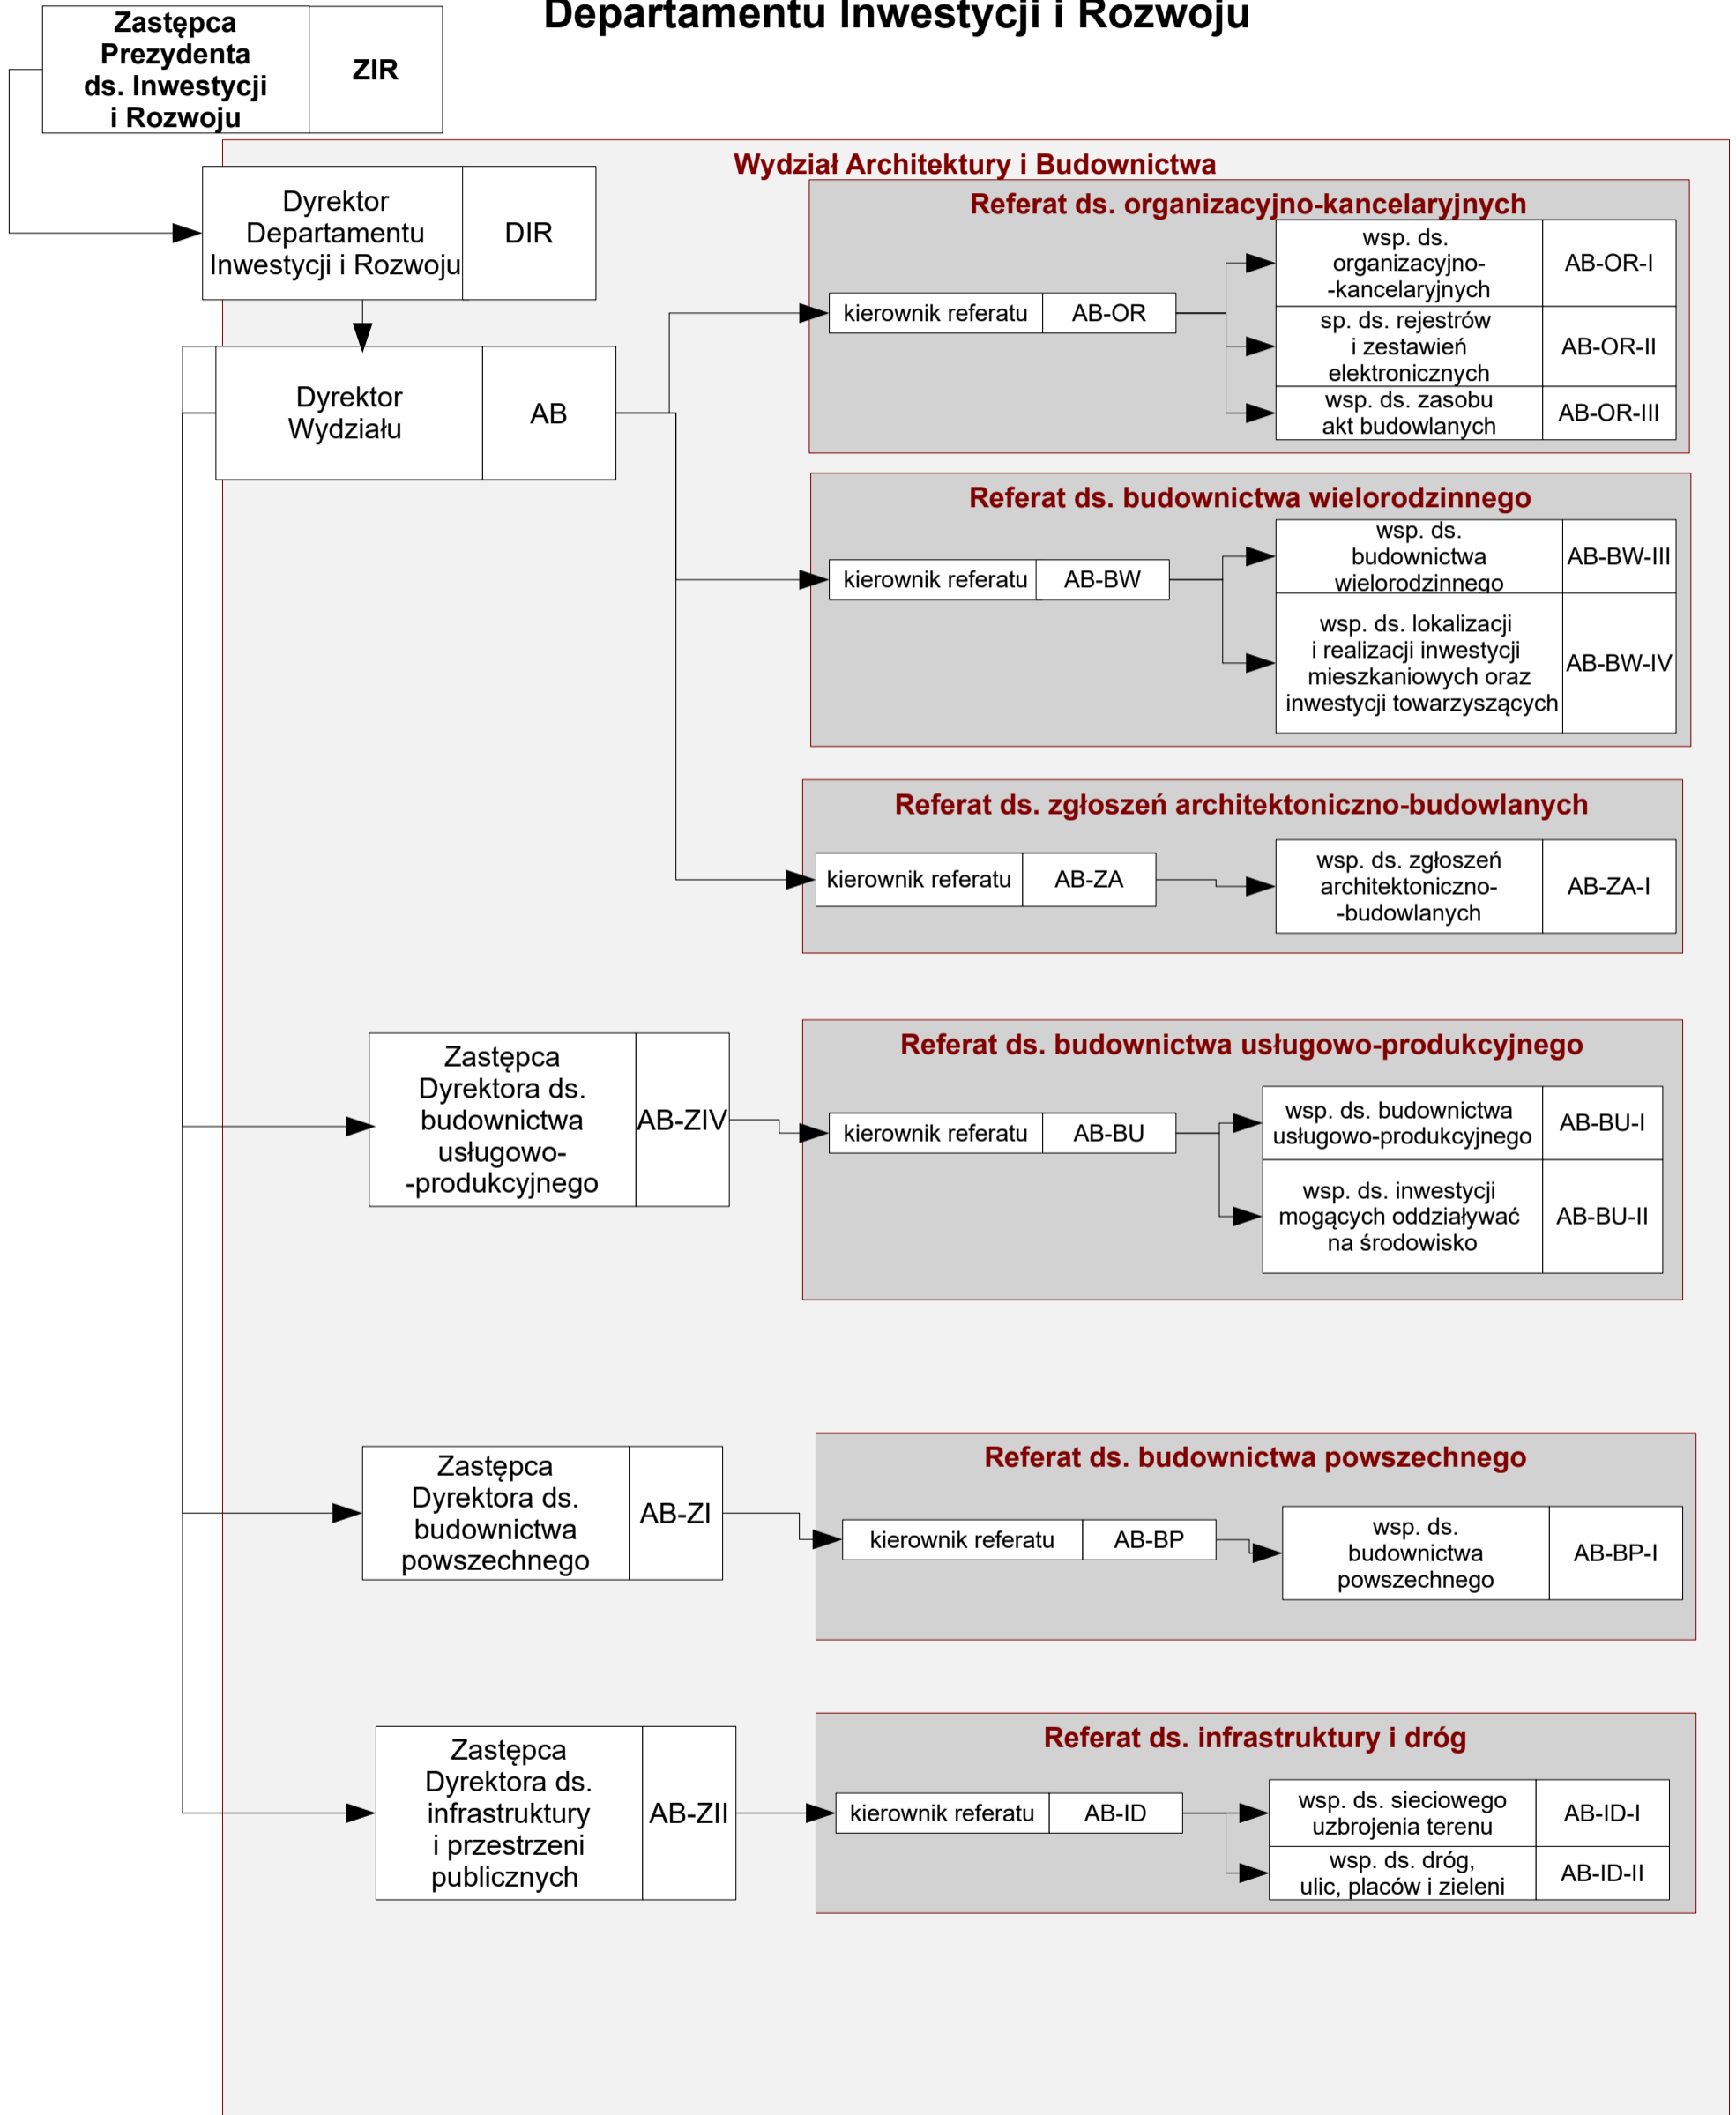 Departamentu Inwestycji i Rozwoju
Zastępca
Prezydenta
ds. Inwestycji
i Rozwoju
ZIR
Wydział Architektury i Budownictwa
Dyrektor
Departamentu
Inwestycji i Rozwoju
DIR
Dyrektor
Wydziału
AB
Referat ds. organizacyjno-kancelaryjnych
kierownik referatu
AB-OR
wsp. ds.
organizacyjno-
-kancelaryjnych
AB-OR-I
sp. ds. rejestrów
i zestawień
elektronicznych
AB-OR-II
wsp. ds. zasobu
akt budowlanych
AB-OR-III
Referat ds. budownictwa wielorodzinnego
kierownik referatu
AB-BW
wsp. ds.
budownictwa
wielorodzinnego
AB-BW-III
wsp. ds. lokalizacji
i realizacji inwestycji
mieszkaniowych oraz
inwestycji towarzyszących
AB-BW-IV
Referat ds. zgłoszeń architektoniczno-budowlanych
kierownik referatu
AB-ZA
wsp. ds. zgłoszeń
architektoniczno-
-budowlanych
AB-ZA-I
Zastępca
Dyrektora ds.
budownictwa
usługowo-
-produkcyjnego
AB-ZIV
Referat ds. budownictwa usługowo-produkcyjnego
kierownik referatu
AB-BU
wsp. ds. budownictwa
usługowo-produkcyjnego
AB-BU-I
wsp. ds. inwestycji
mogących oddziaływać
na środowisko
AB-BU-II
Zastępca
Dyrektora ds.
budownictwa
powszechnego
AB-ZI
Referat ds. budownictwa powszechnego
kierownik referatu
AB-BP
wsp. ds.
budownictwa
powszechnego
AB-BP-I
Zastępca
Dyrektora ds.
infrastruktury
i przestrzeni
publicznych
AB-ZII
Referat ds. infrastruktury i dróg
kierownik referatu
AB-ID
wsp. ds. sieciowego
uzbrojenia terenu
AB-ID-I
wsp. ds. dróg,
ulic, placów i zieleni
AB-ID-II